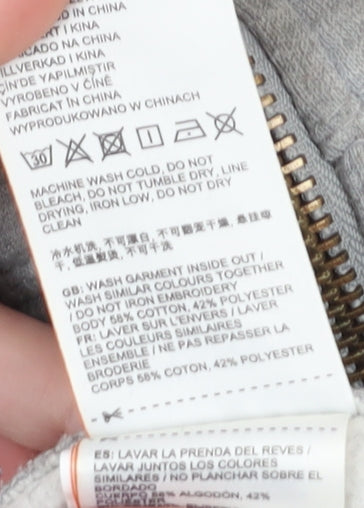 D IN CHINA
RT I KINA
ICADO NA CHINA
ILLVERKAD I KINA
ÇİN'DE YAPILMIŞTIR
VYROBENO V ČÍNĚ
FABRICAT ÎN CHINA
WYPRODUKOWANO W CHINACH
30
MACHINE WASH COLD, DO NOT
BLEACH, DO NOT TUMBLE DRY, LINE
DRYING, IRON LOW, DO NOT DRY
CLEAN
冷水机洗, 不可漂白, 不可翻滚干燥, 悬挂晾
干, 低温熨烫, 不可干洗
GB: WASH GARMENT INSIDE OUT /
WASH SIMILAR COLOURS TOGETHER
/ DO NOT IRON EMBROIDERY
BODY 58% COTTON, 42% POLYESTER
FR: LAVER SUR L'ENVERS / LAVER
LES COULEURS SIMILAIRES
ENSEMBLE / NE PAS REPASSER LA
BRODERIE
CORPS 58% COTON, 42% POLYESTER
ES: LAVAR LA PRENDA DEL REVES /
LAVAR JUNTOS LOS COLORES
SIMILARES / NO PLANCHAR SOBRE EL
BORDADO
CUERPO 58% ALGODÓN, 42%
POLIÉSTER